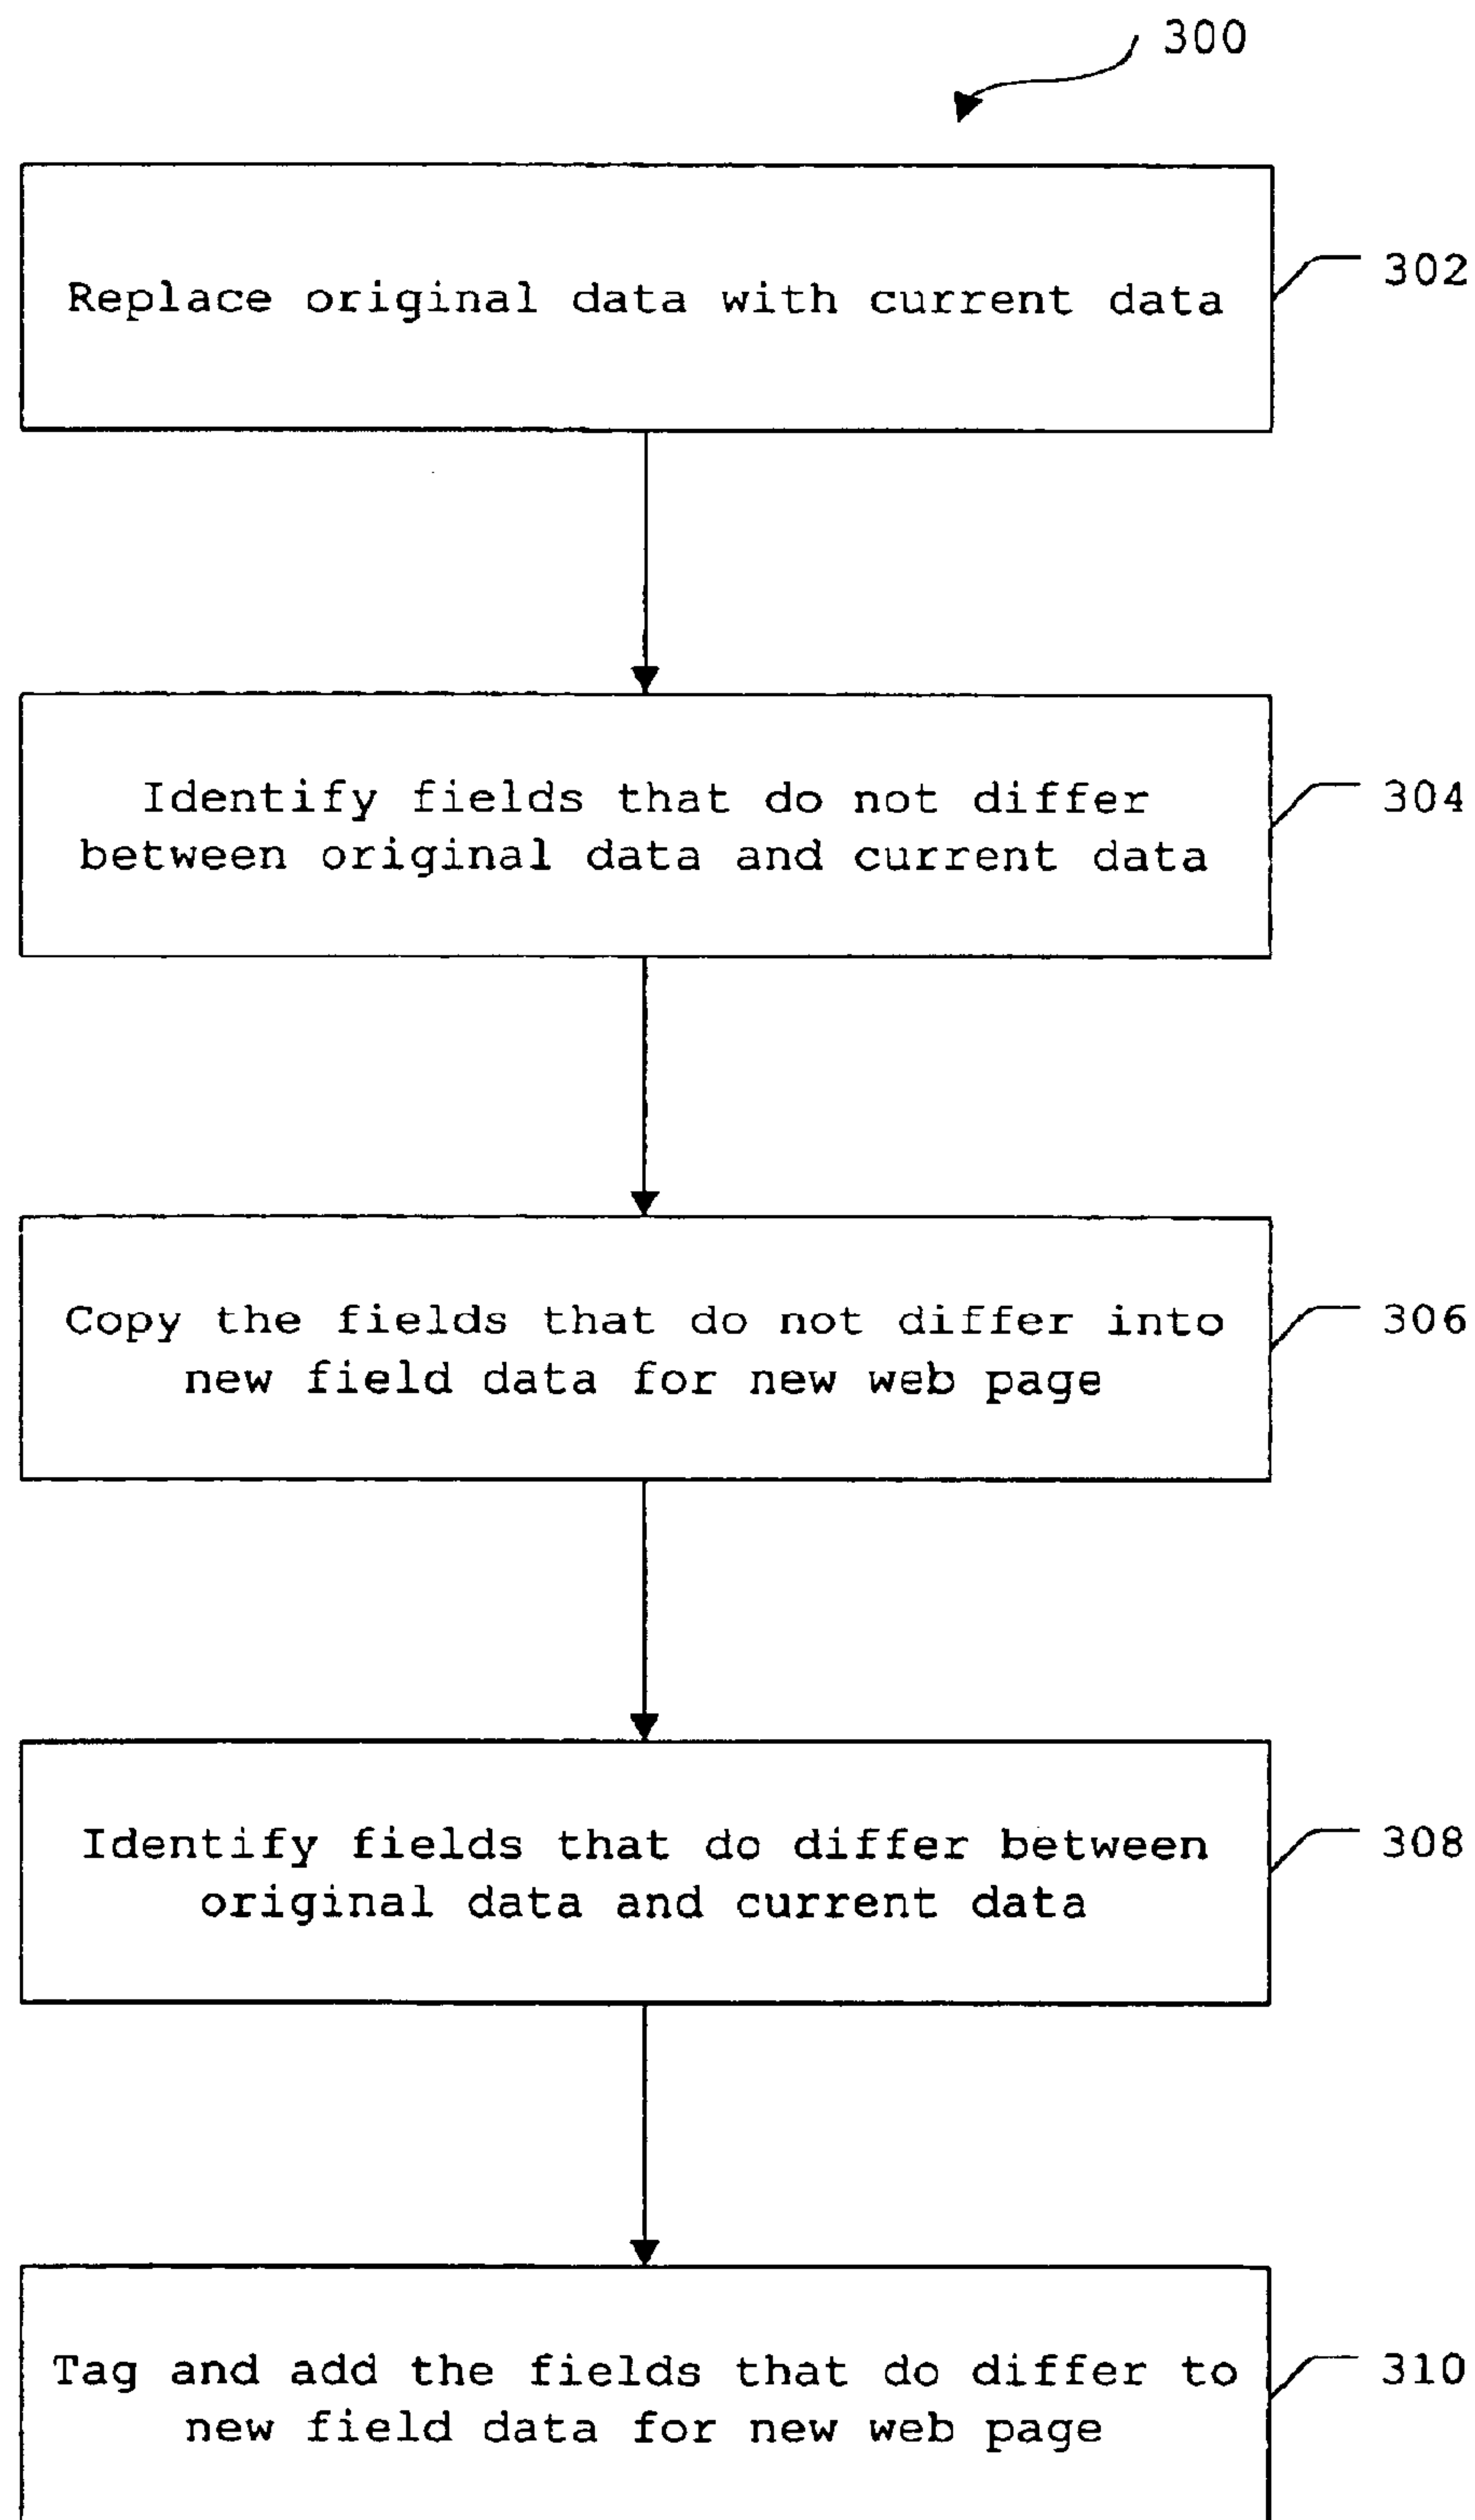 300
Replace original data with current data
302
Identify fields that do not differ
between original data and current data
304
Copy the fields that do not differ into
new field data for new web page
306
Identify fields that do differ between
original data and current data
308
Tag and add the fields that do differ to
new field data for new web page
310